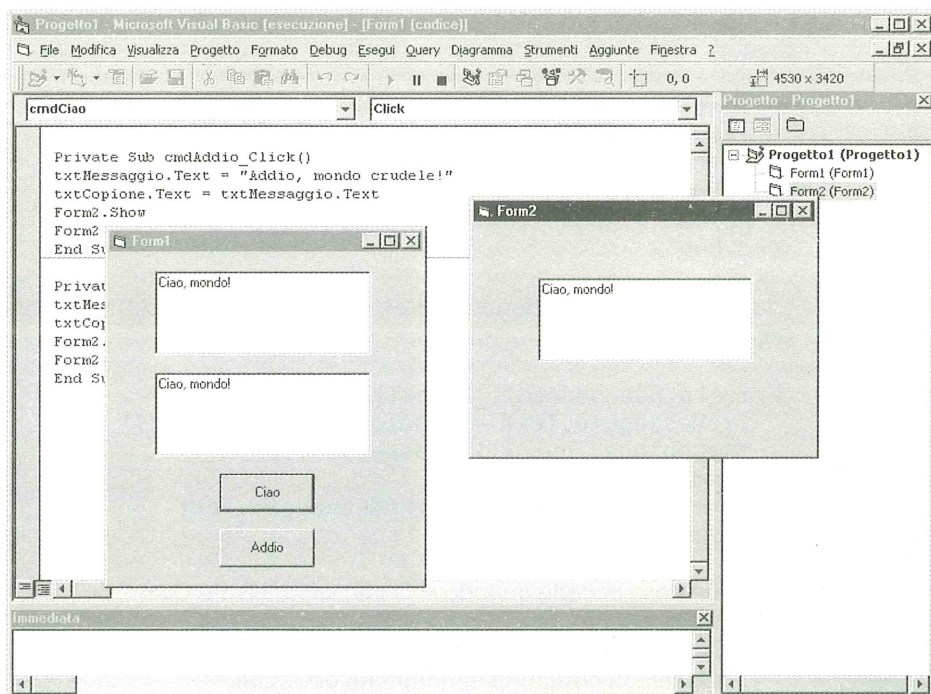 Progetto1 - Microsoft Visual Basic [esecuzione] - [Form1 (codice)]
File Modifica Visualizza Progetto Formato Debug Esegui Query Diagramma Strumenti Aggiunte Finestra ?
0, 0 4530 x 3420
cmdCiao Click
Private Sub cmdAddio_Click()
txtMessaggio.Text = "Addio, mondo crudele!"
txtCopione.Text = txtMessaggio.Text
Form2.Show
Form2
End Su
Privat
txtMes
txtCop
Form2.
Form2
End Su
Form1
Ciao, mondo!
Ciao, mondo!
Ciao
Addio
Form2
Ciao, mondo!
Progetto - Progetto1
Progetto1 (Progetto1)
Form1 (Form1)
Form2 (Form2)
Immediata